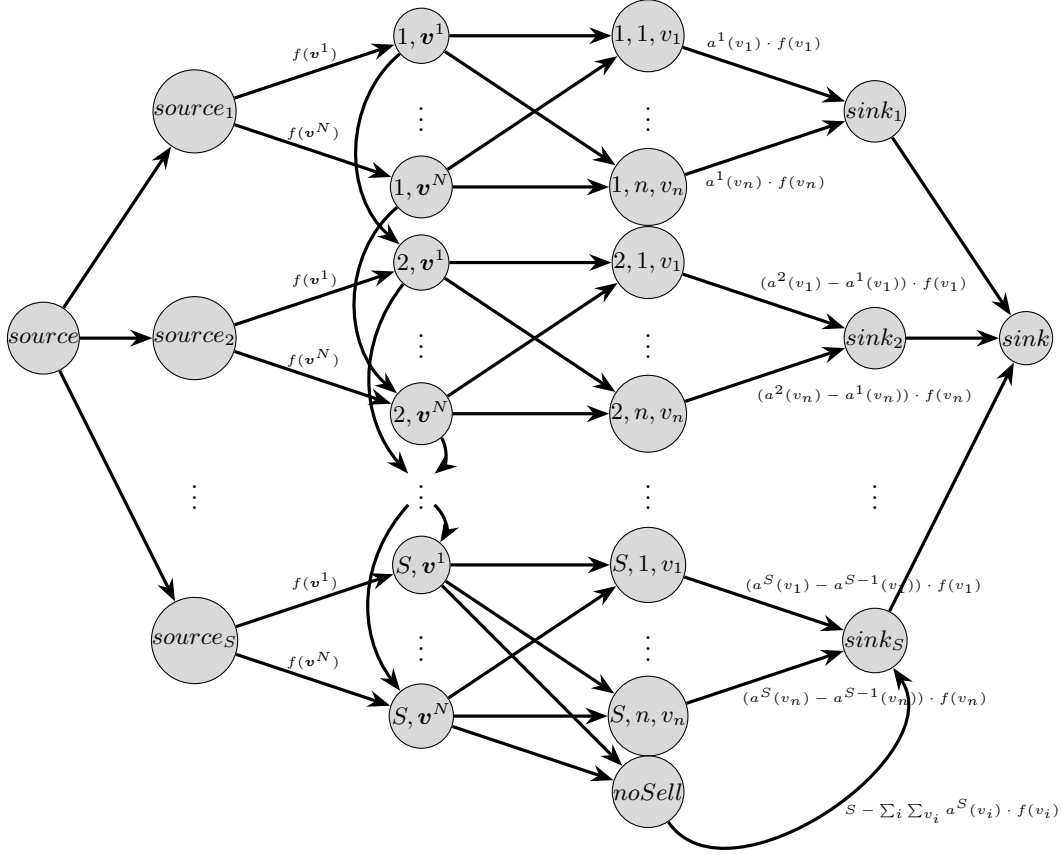 1, v^1
1, 1, v_1
a^1(v_1) · f(v_1)
f(v^1)
source_1
⋮
⋮
sink_1
f(v^N)
1, v^N
1, n, v_n
a^1(v_n) · f(v_n)
2, v^1
2, 1, v_1
f(v^1)
(a^2(v_1) − a^1(v_1)) · f(v_1)
source
source_2
⋮
⋮
sink_2
sink
f(v^N)
(a^2(v_n) − a^1(v_n)) · f(v_n)
2, v^N
2, n, v_n
⋮
⋮
⋮
⋮
S, v^1
S, 1, v_1
f(v^1)
(a^S(v_1) − a^{S−1}(v_1)) · f(v_1)
source_S
⋮
⋮
sink_S
f(v^N)
(a^S(v_n) − a^{S−1}(v_n)) · f(v_n)
S, v^N
S, n, v_n
noSell
S − ∑_i ∑_{v_i} a^S(v_i) · f(v_i)